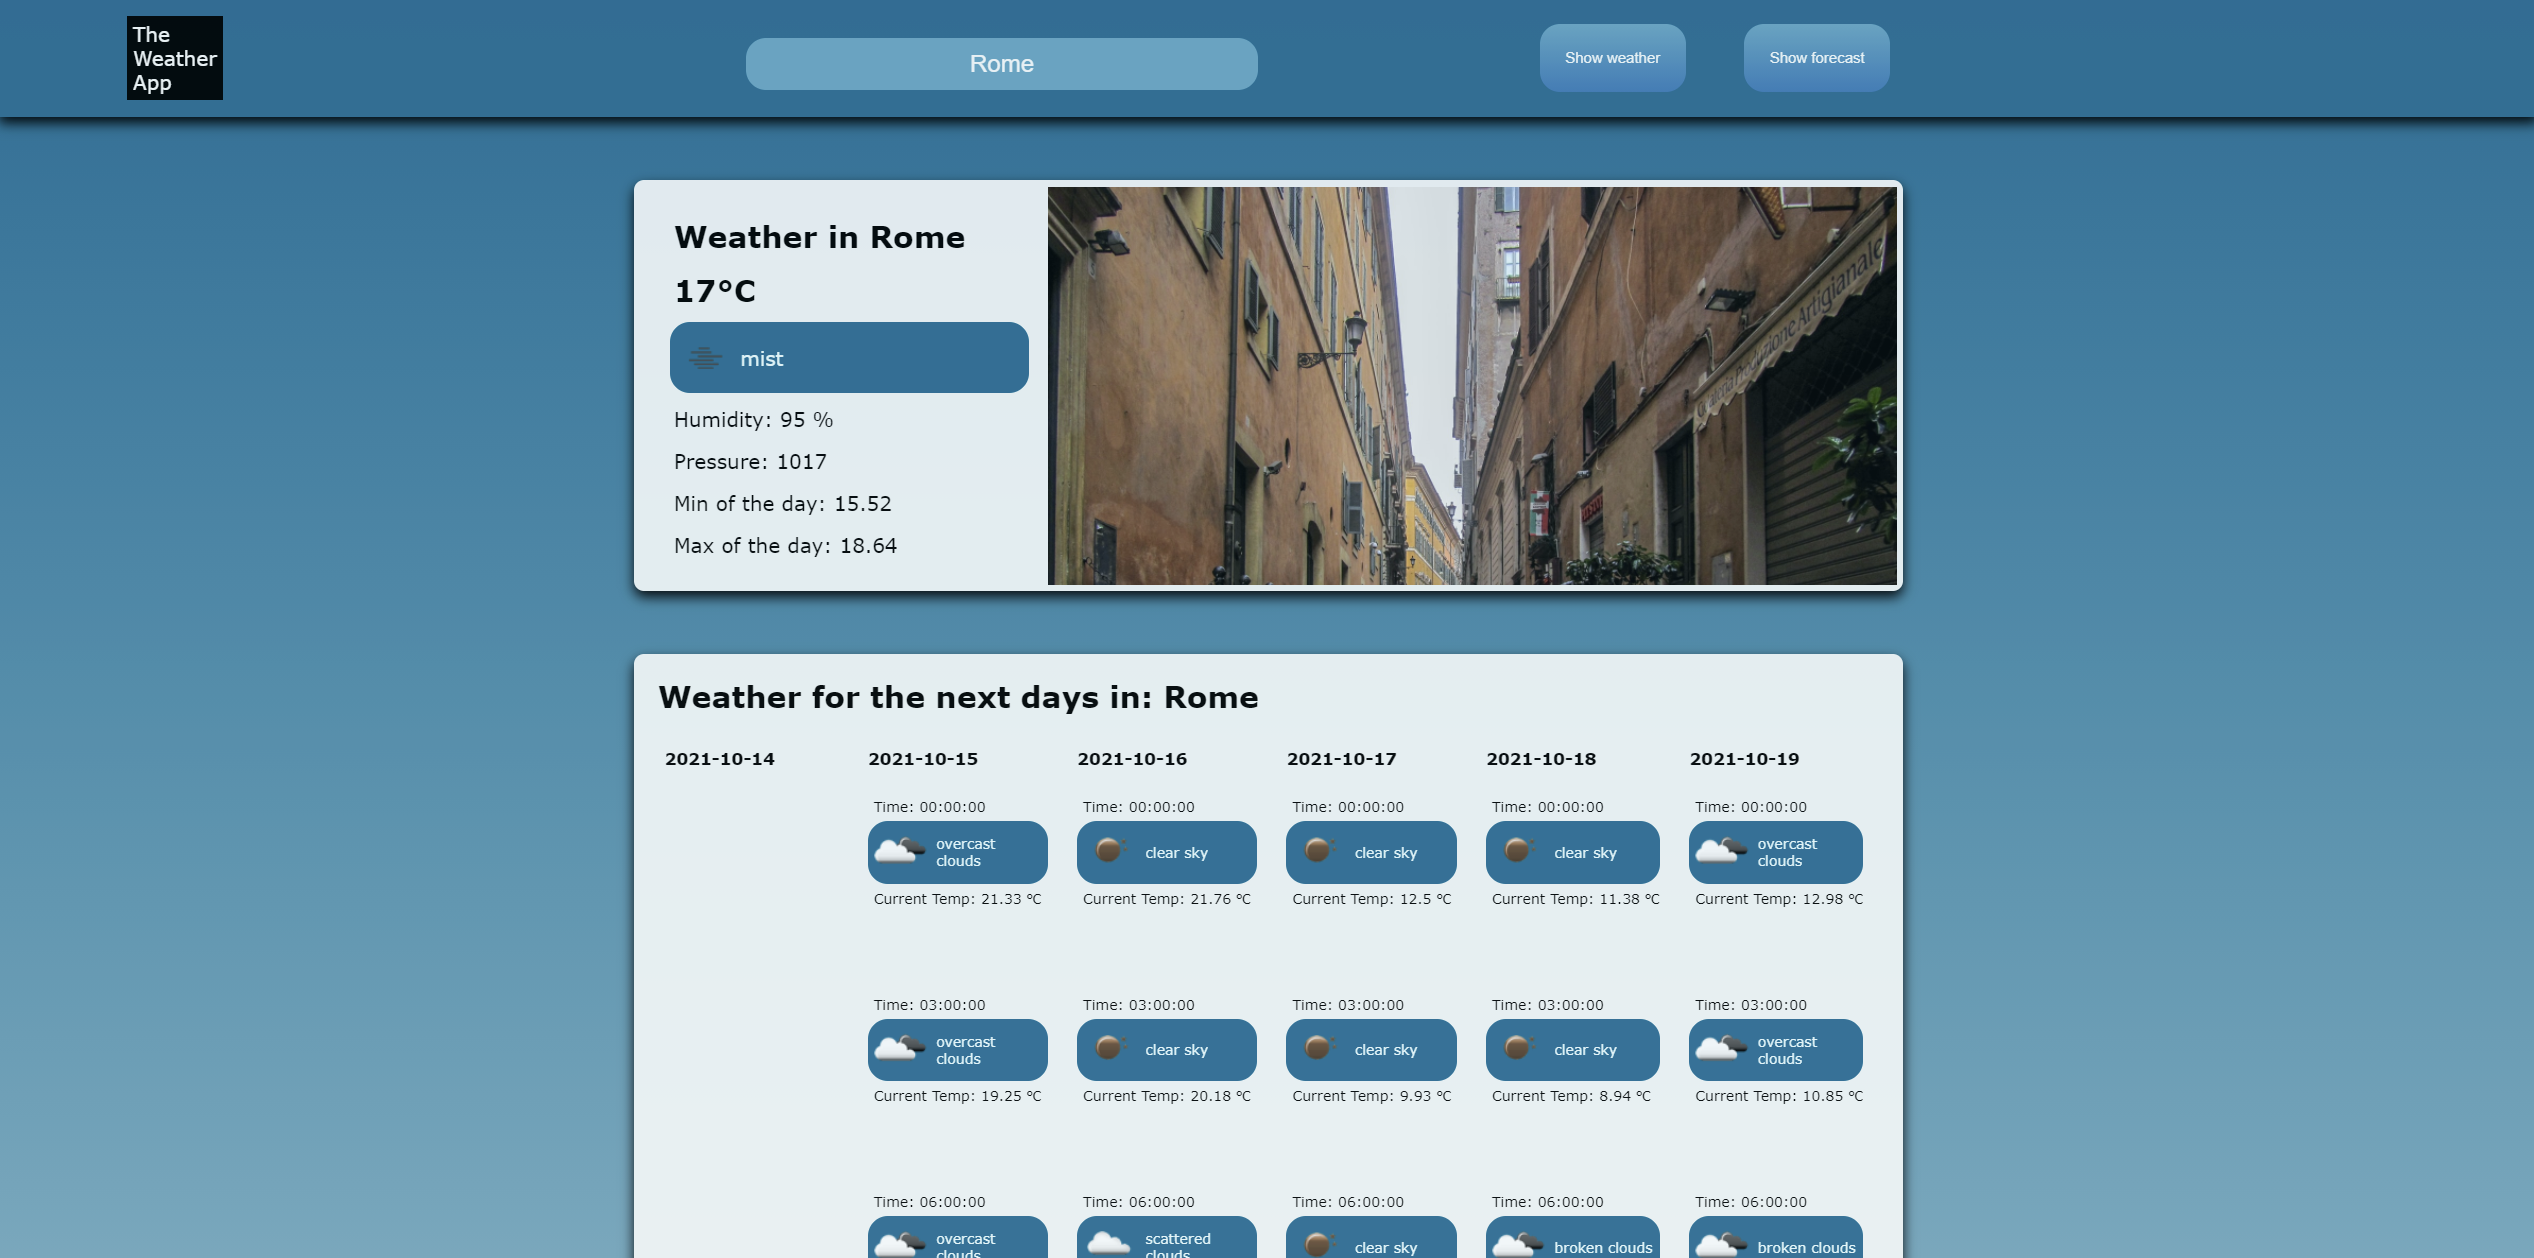 The
Weather
App
Rome
Show weather
Show forecast
Weather in Rome
17°C
mist
Humidity: 95 %
Pressure: 1017
Min of the day: 15.52
Max of the day: 18.64
Produzione Artigianale
Weather for the next days in: Rome
2021-10-14 2021-10-15 2021-10-16 2021-10-17 2021-10-18 2021-10-19
Time: 00:00:00 Time: 00:00:00 Time: 00:00:00 Time: 00:00:00 Time: 00:00:00
overcast
clouds
clear sky
clear sky
clear sky
overcast
clouds
Current Temp: 21.33 °C Current Temp: 21.76 °C Current Temp: 12.5 °C Current Temp: 11.38 °C Current Temp: 12.98 °C
Time: 03:00:00 Time: 03:00:00 Time: 03:00:00 Time: 03:00:00 Time: 03:00:00
overcast
clouds
clear sky
clear sky
clear sky
overcast
clouds
Current Temp: 19.25 °C Current Temp: 20.18 °C Current Temp: 9.93 °C Current Temp: 8.94 °C Current Temp: 10.85 °C
Time: 06:00:00 Time: 06:00:00 Time: 06:00:00 Time: 06:00:00 Time: 06:00:00
overcast
clouds
scattered
clouds
clear sky
broken clouds
broken clouds